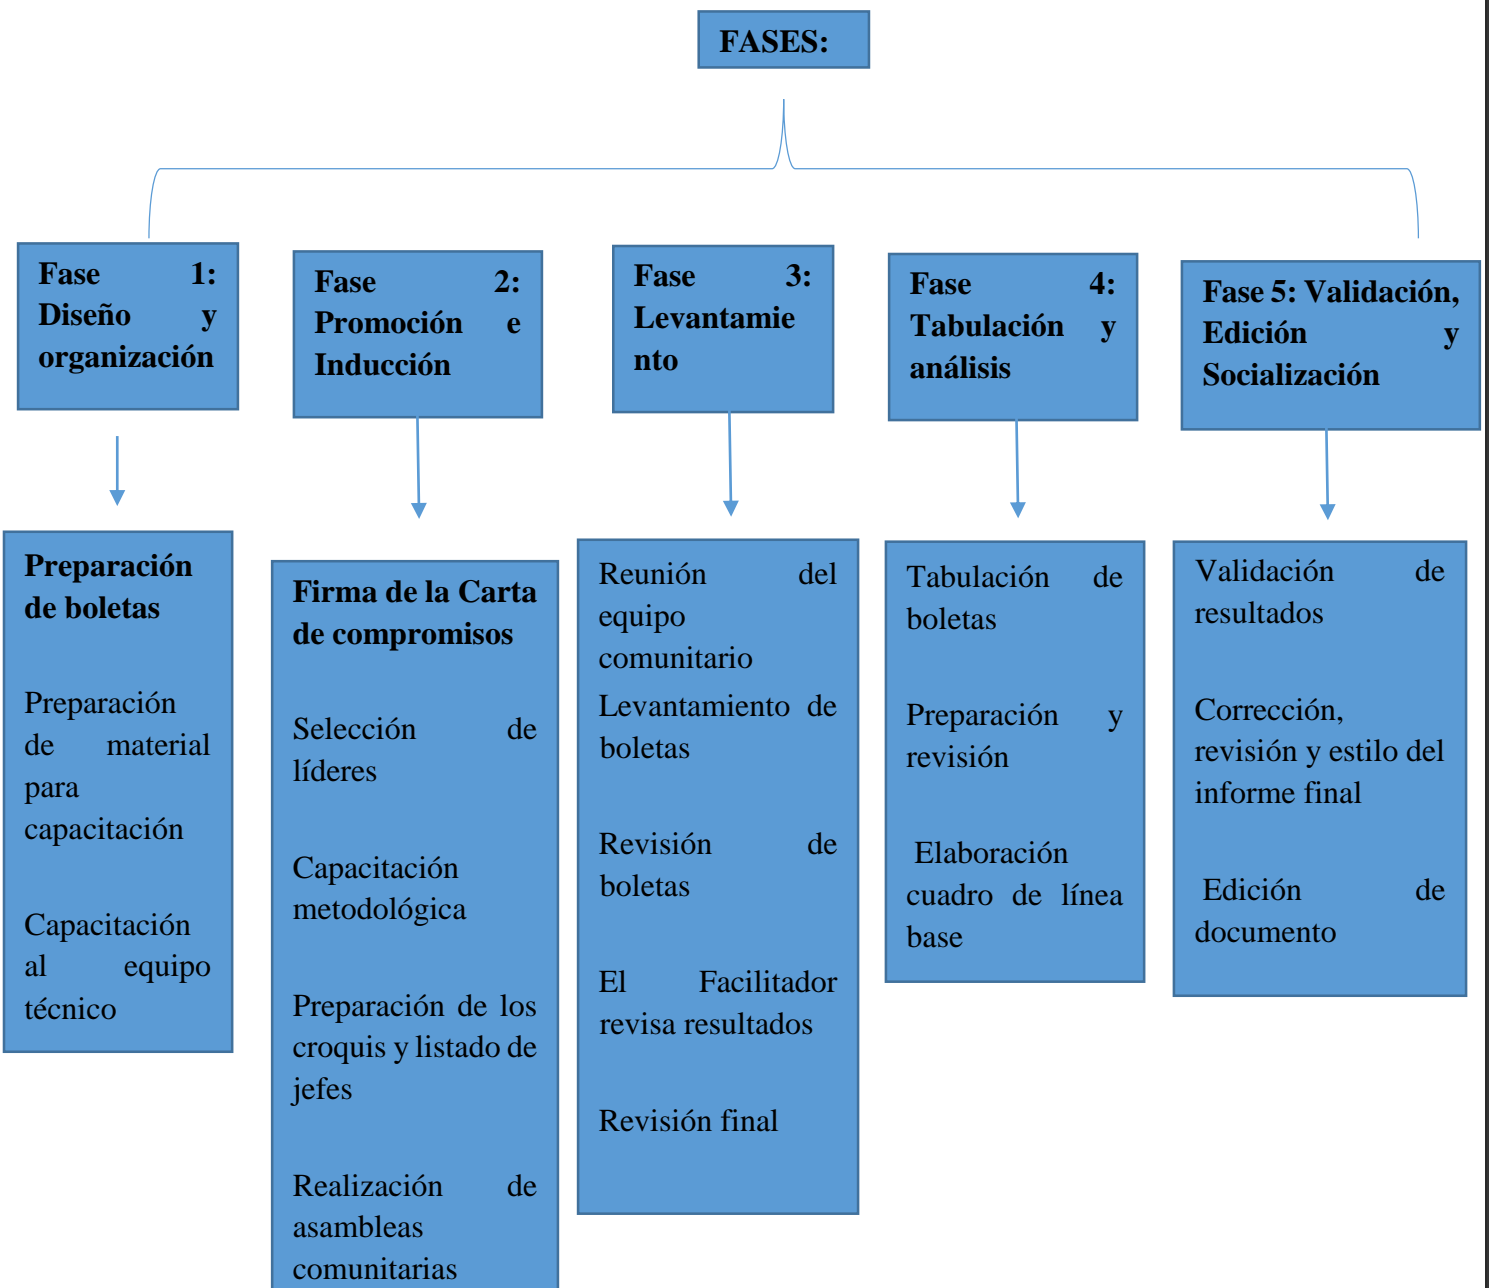 FASES:
Fase 1:
Diseño y
organización
Fase 2:
Promoción e
Inducción
Fase 3:
Levantamie
nto
Fase 4:
Tabulación y
análisis
Fase 5: Validación,
Edición y
Socialización
Preparación
de boletas
Preparación
de material
para
capacitación
Capacitación
al equipo
técnico
Firma de la Carta
de compromisos
Selección de
líderes
Capacitación
metodológica
Preparación de los
croquis y listado de
jefes
Realización de
asambleas
comunitarias
Reunión del
equipo
comunitario
Levantamiento de
boletas
Revisión de
boletas
El Facilitador
revisa resultados
Revisión final
Tabulación de
boletas
Preparación y
revisión
Elaboración
cuadro de línea
base
Validación de
resultados
Corrección,
revisión y estilo del
informe final
Edición de
documento